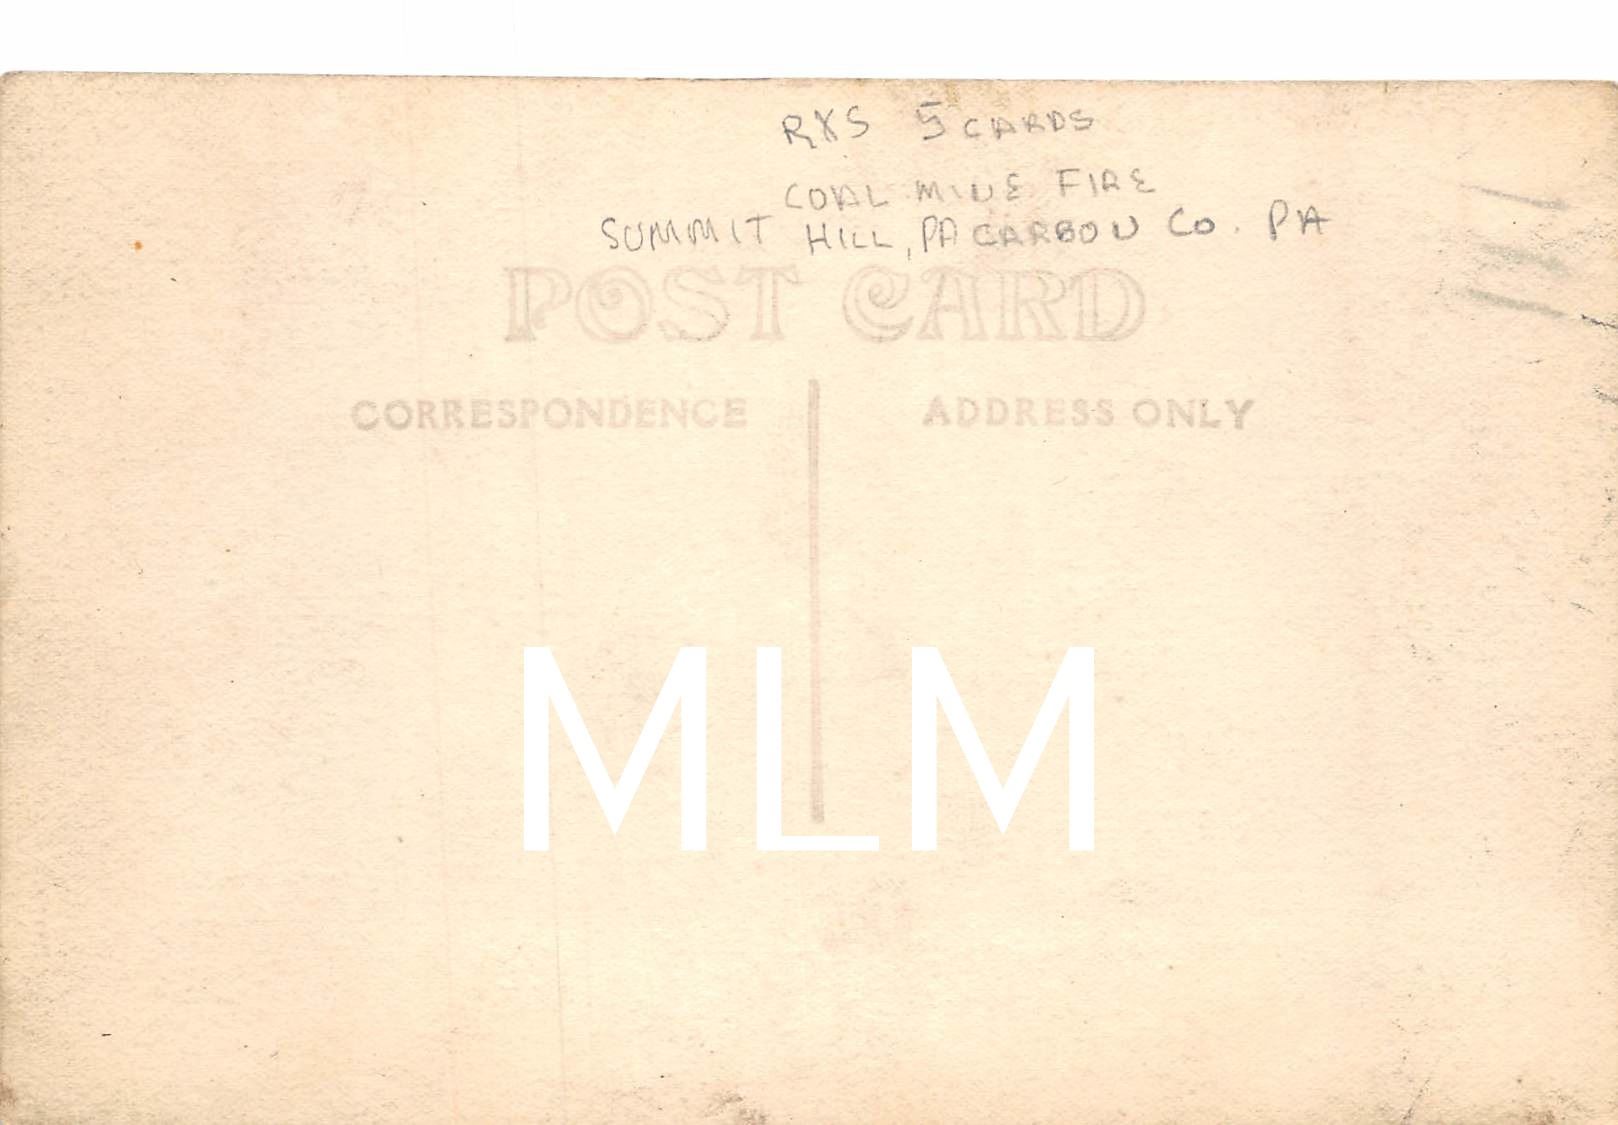 RXS 5 CARDS
COAL MINE FIRE
SUMMIT HILL, PA CARBON CO. PA
POST CARD
CORRESPONDENCE
ADDRESS ONLY
MLM